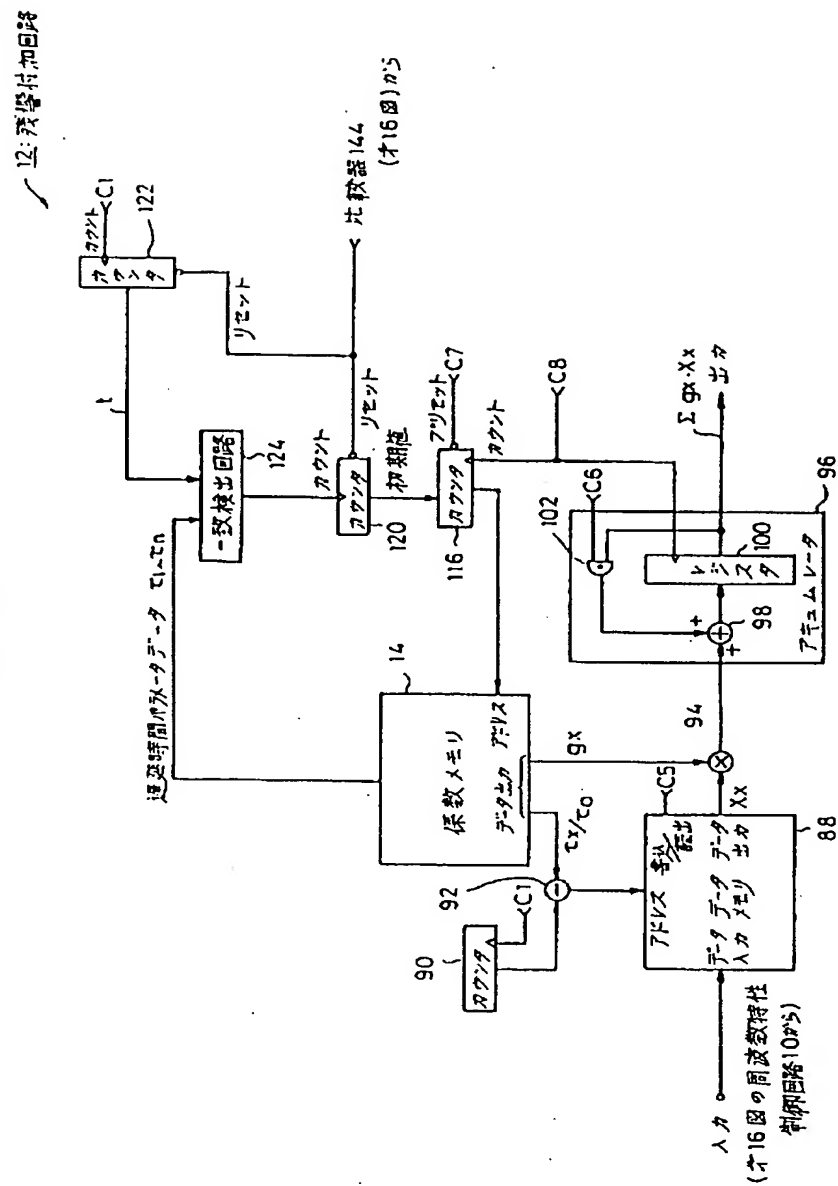 12:残響付加回路
カウント
C1
カウンタ
122
リセット
t
遅延時間パラメータデータ τ1〜τn
一致検出回路
124
カウント
リセット
比較器144
(才16図)から
カウンタ
120
初期値
プリセット
C7
116
カウンタ
カウント
C8
14
係数メモリ
アドレス
データ出力
gx
τx/τ0
90
カウンタ
C1
92
アドレス
書込/読出
C5
データ入力
データメモリ
データ出力
88
Xx
94
102
C6
98
100
レジスタ
アキュムレータ
96
Σ gx・Xx
出力
入力
(才16図の周波数特性
制御回路10から)